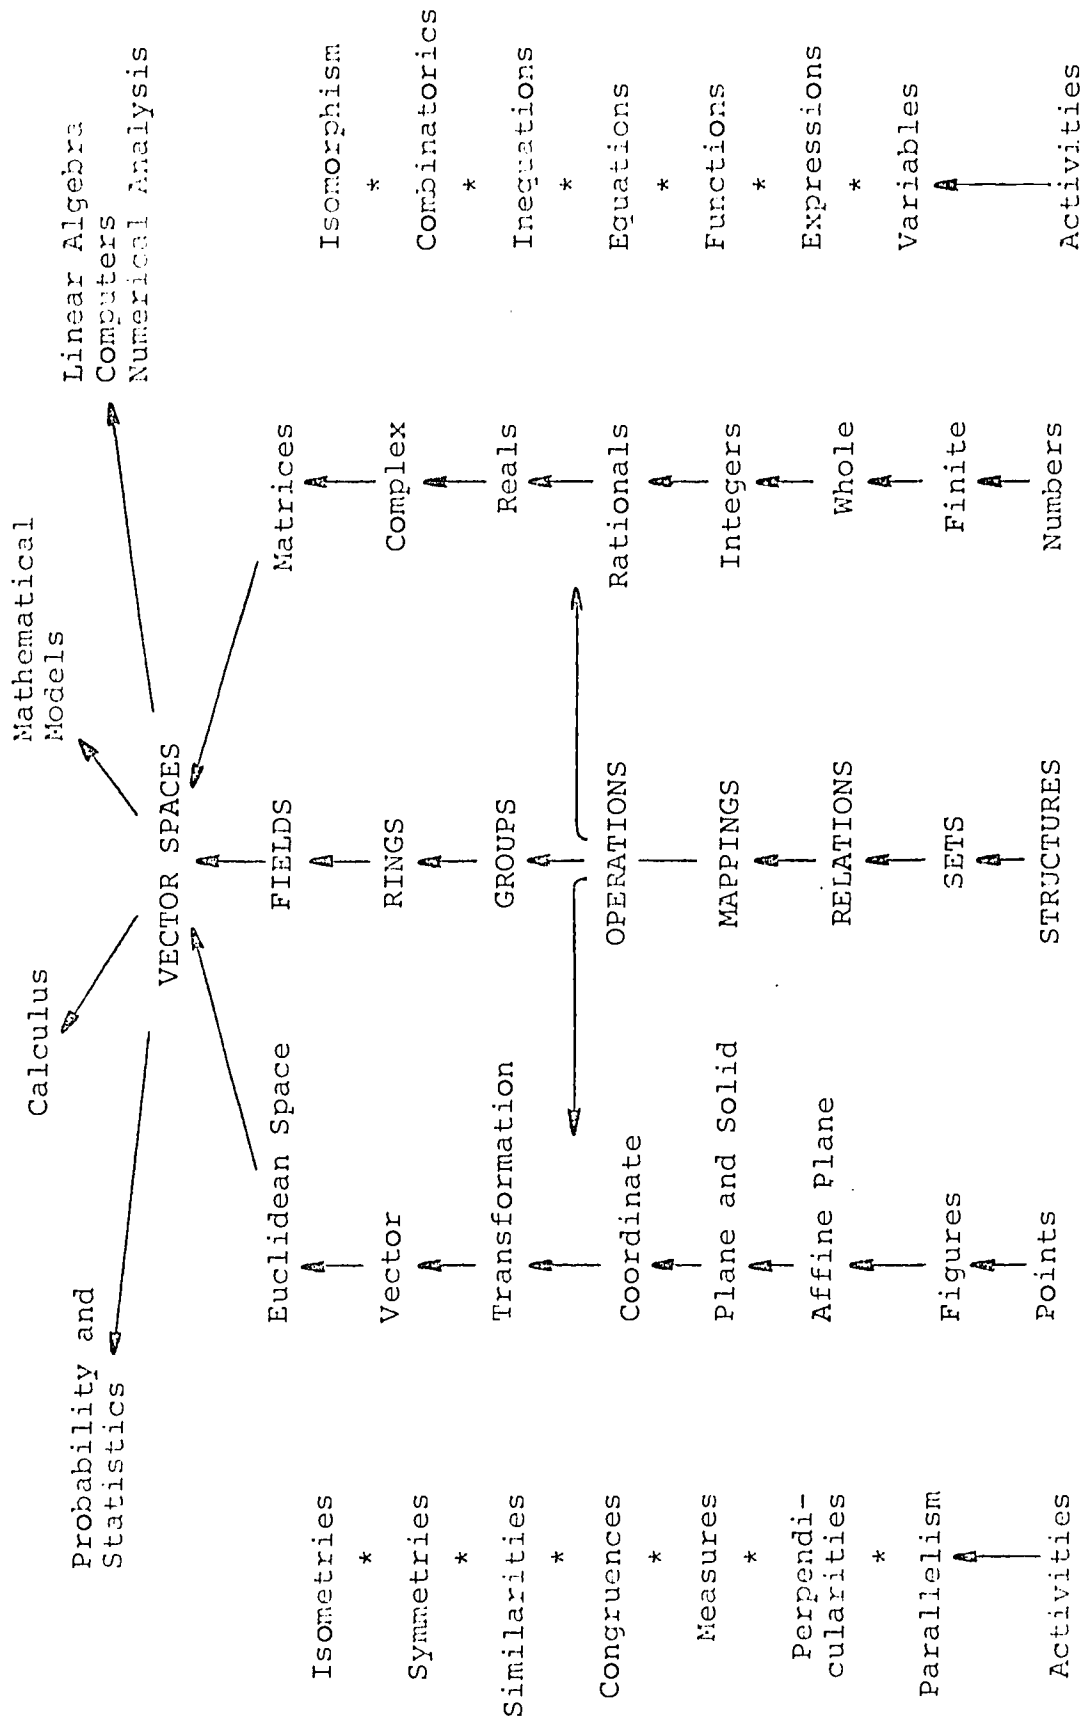 Probability and
Statistics
Calculus
Mathematical
Models
Linear Algebra
Computers
Numerical Analysis
VECTOR SPACES
Isometries
*
Symmetries
*
Similarities
*
Congruences
*
Measures
*
Perpendi-
cularities
*
Parallelism
Activities
Euclidean Space
Vector
Transformation
Coordinate
Plane and Solid
Affine Plane
Figures
Points
FIELDS
RINGS
GROUPS
OPERATIONS
MAPPINGS
RELATIONS
SETS
STRUCTURES
Matrices
Complex
Reals
Rationals
Integers
Whole
Finite
Numbers
Isomorphism
*
Combinatorics
*
Inequations
*
Equations
*
Functions
*
Expressions
*
Variables
Activities